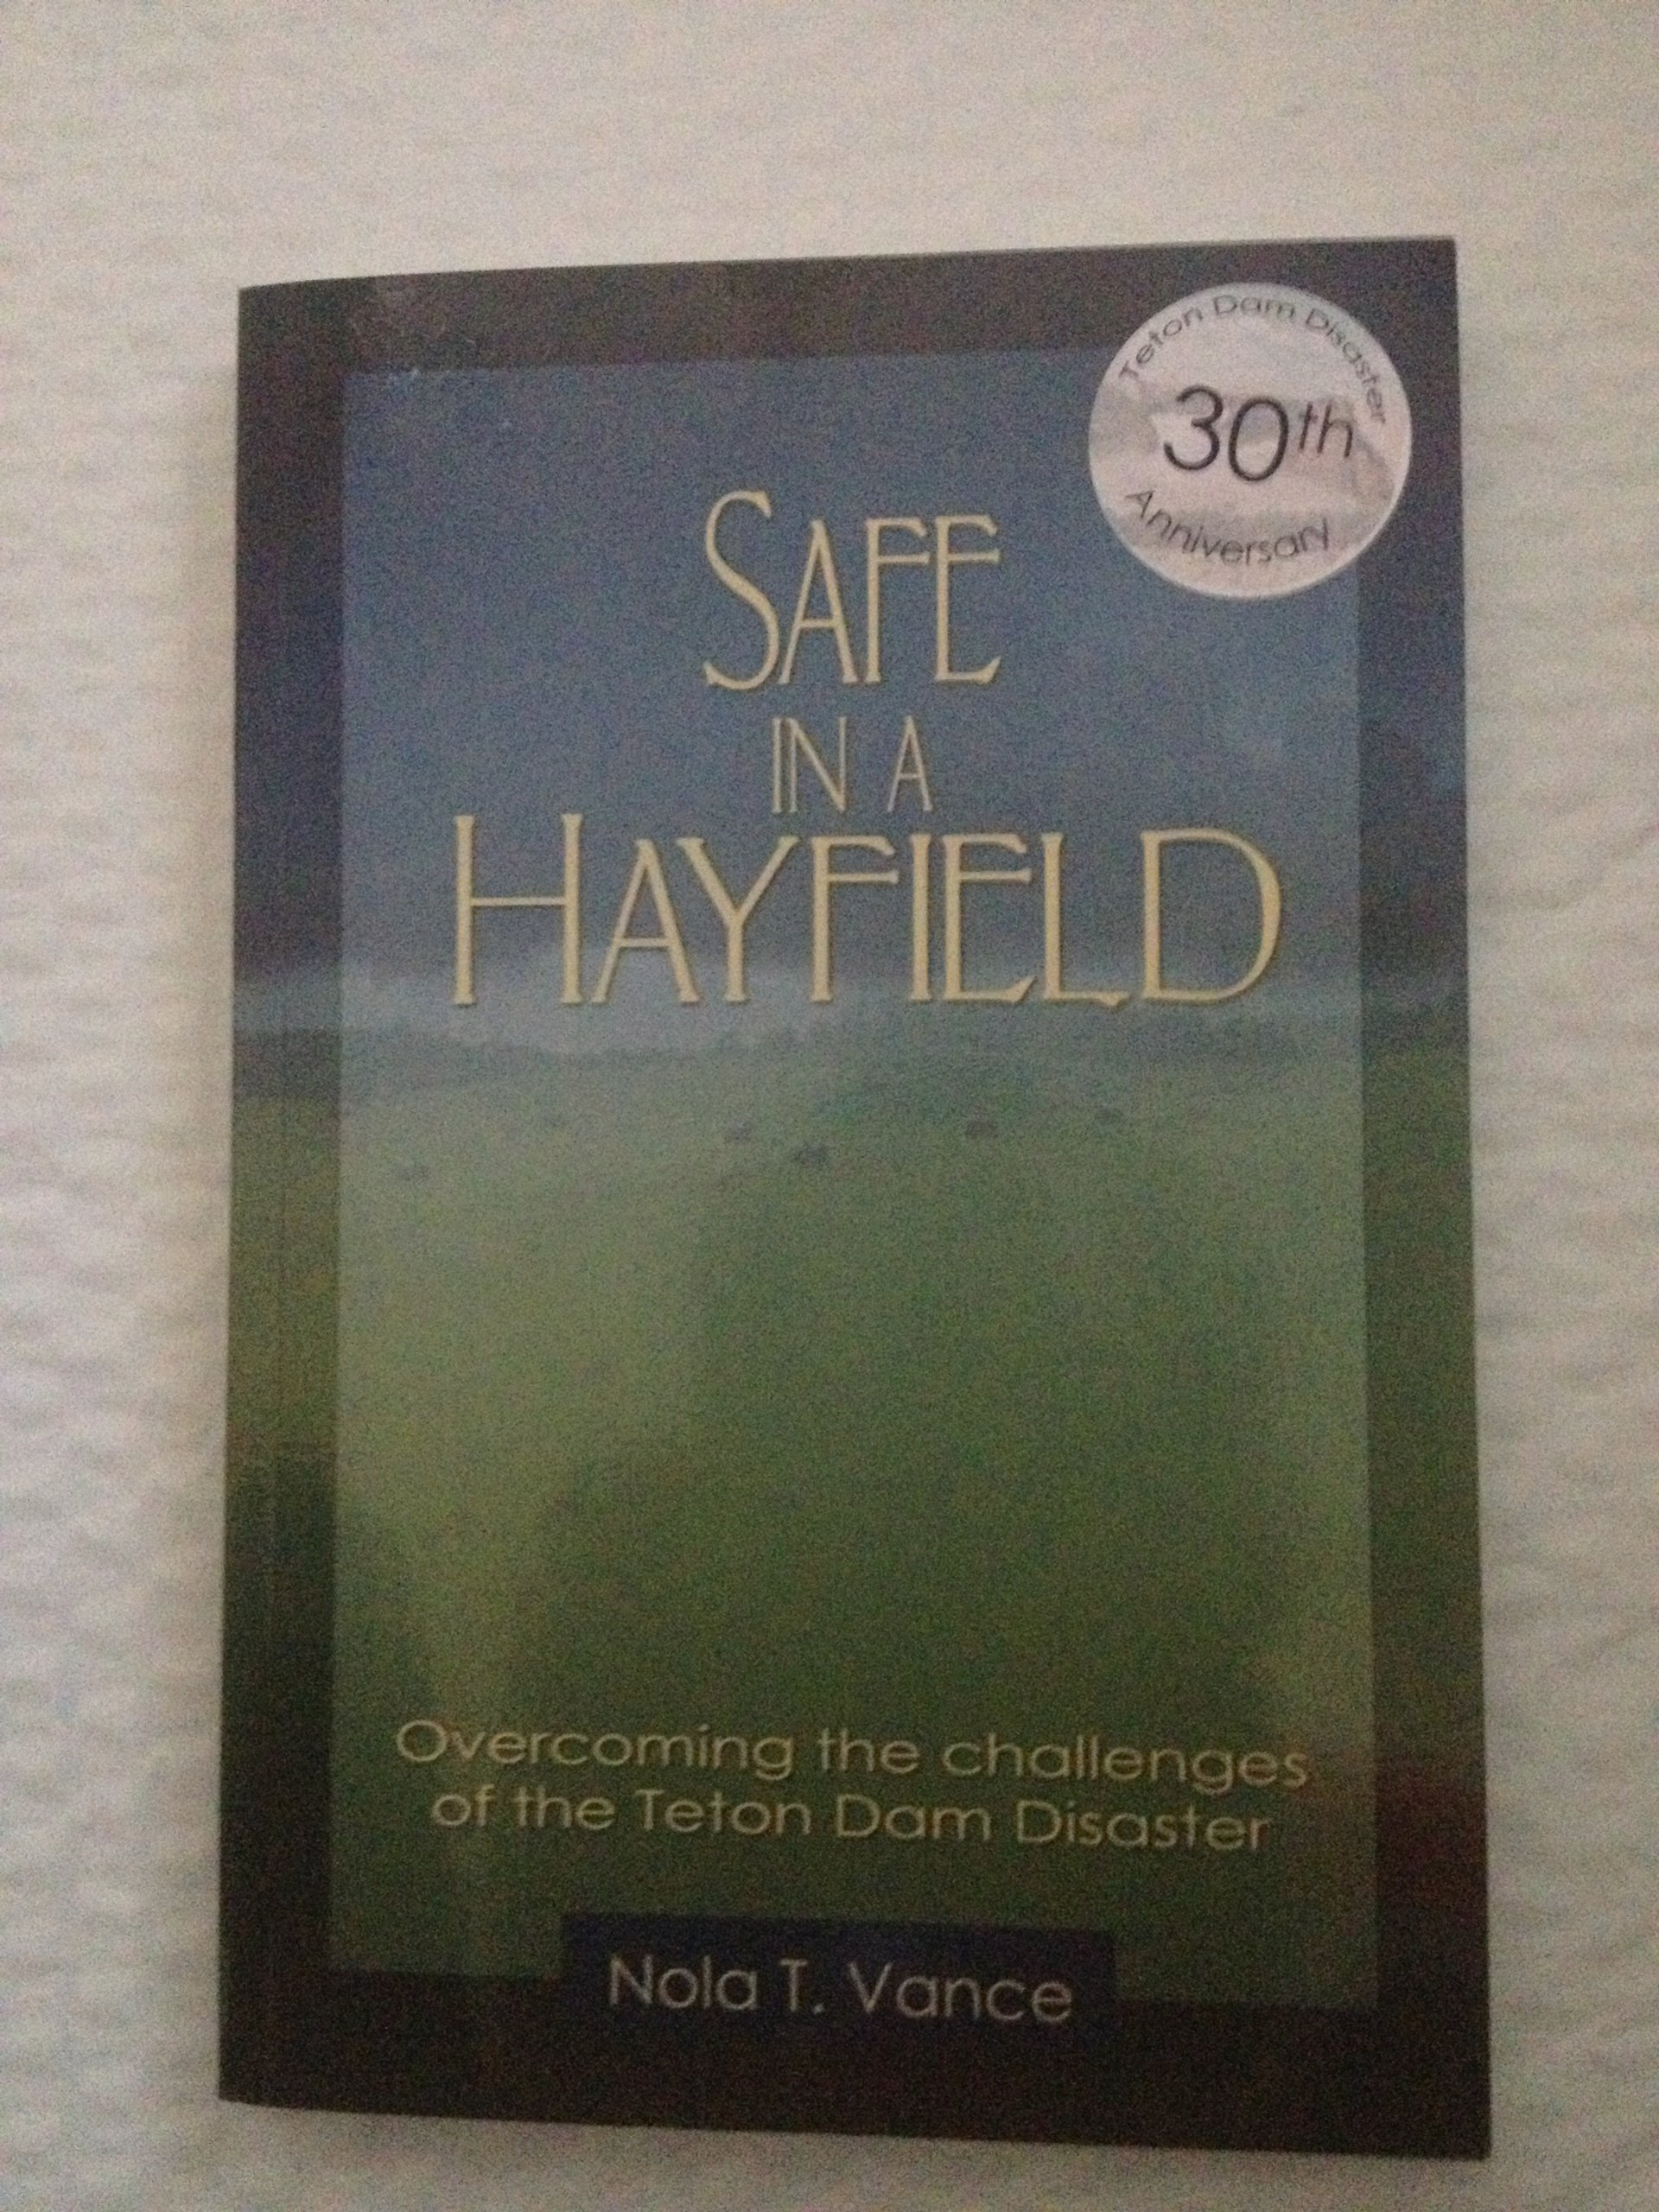 Teton Dam Disaster
30th
Anniversary
SAFE
IN A
HAYFIELD
Overcoming the challenges
of the Teton Dam Disaster
Nola T. Vance